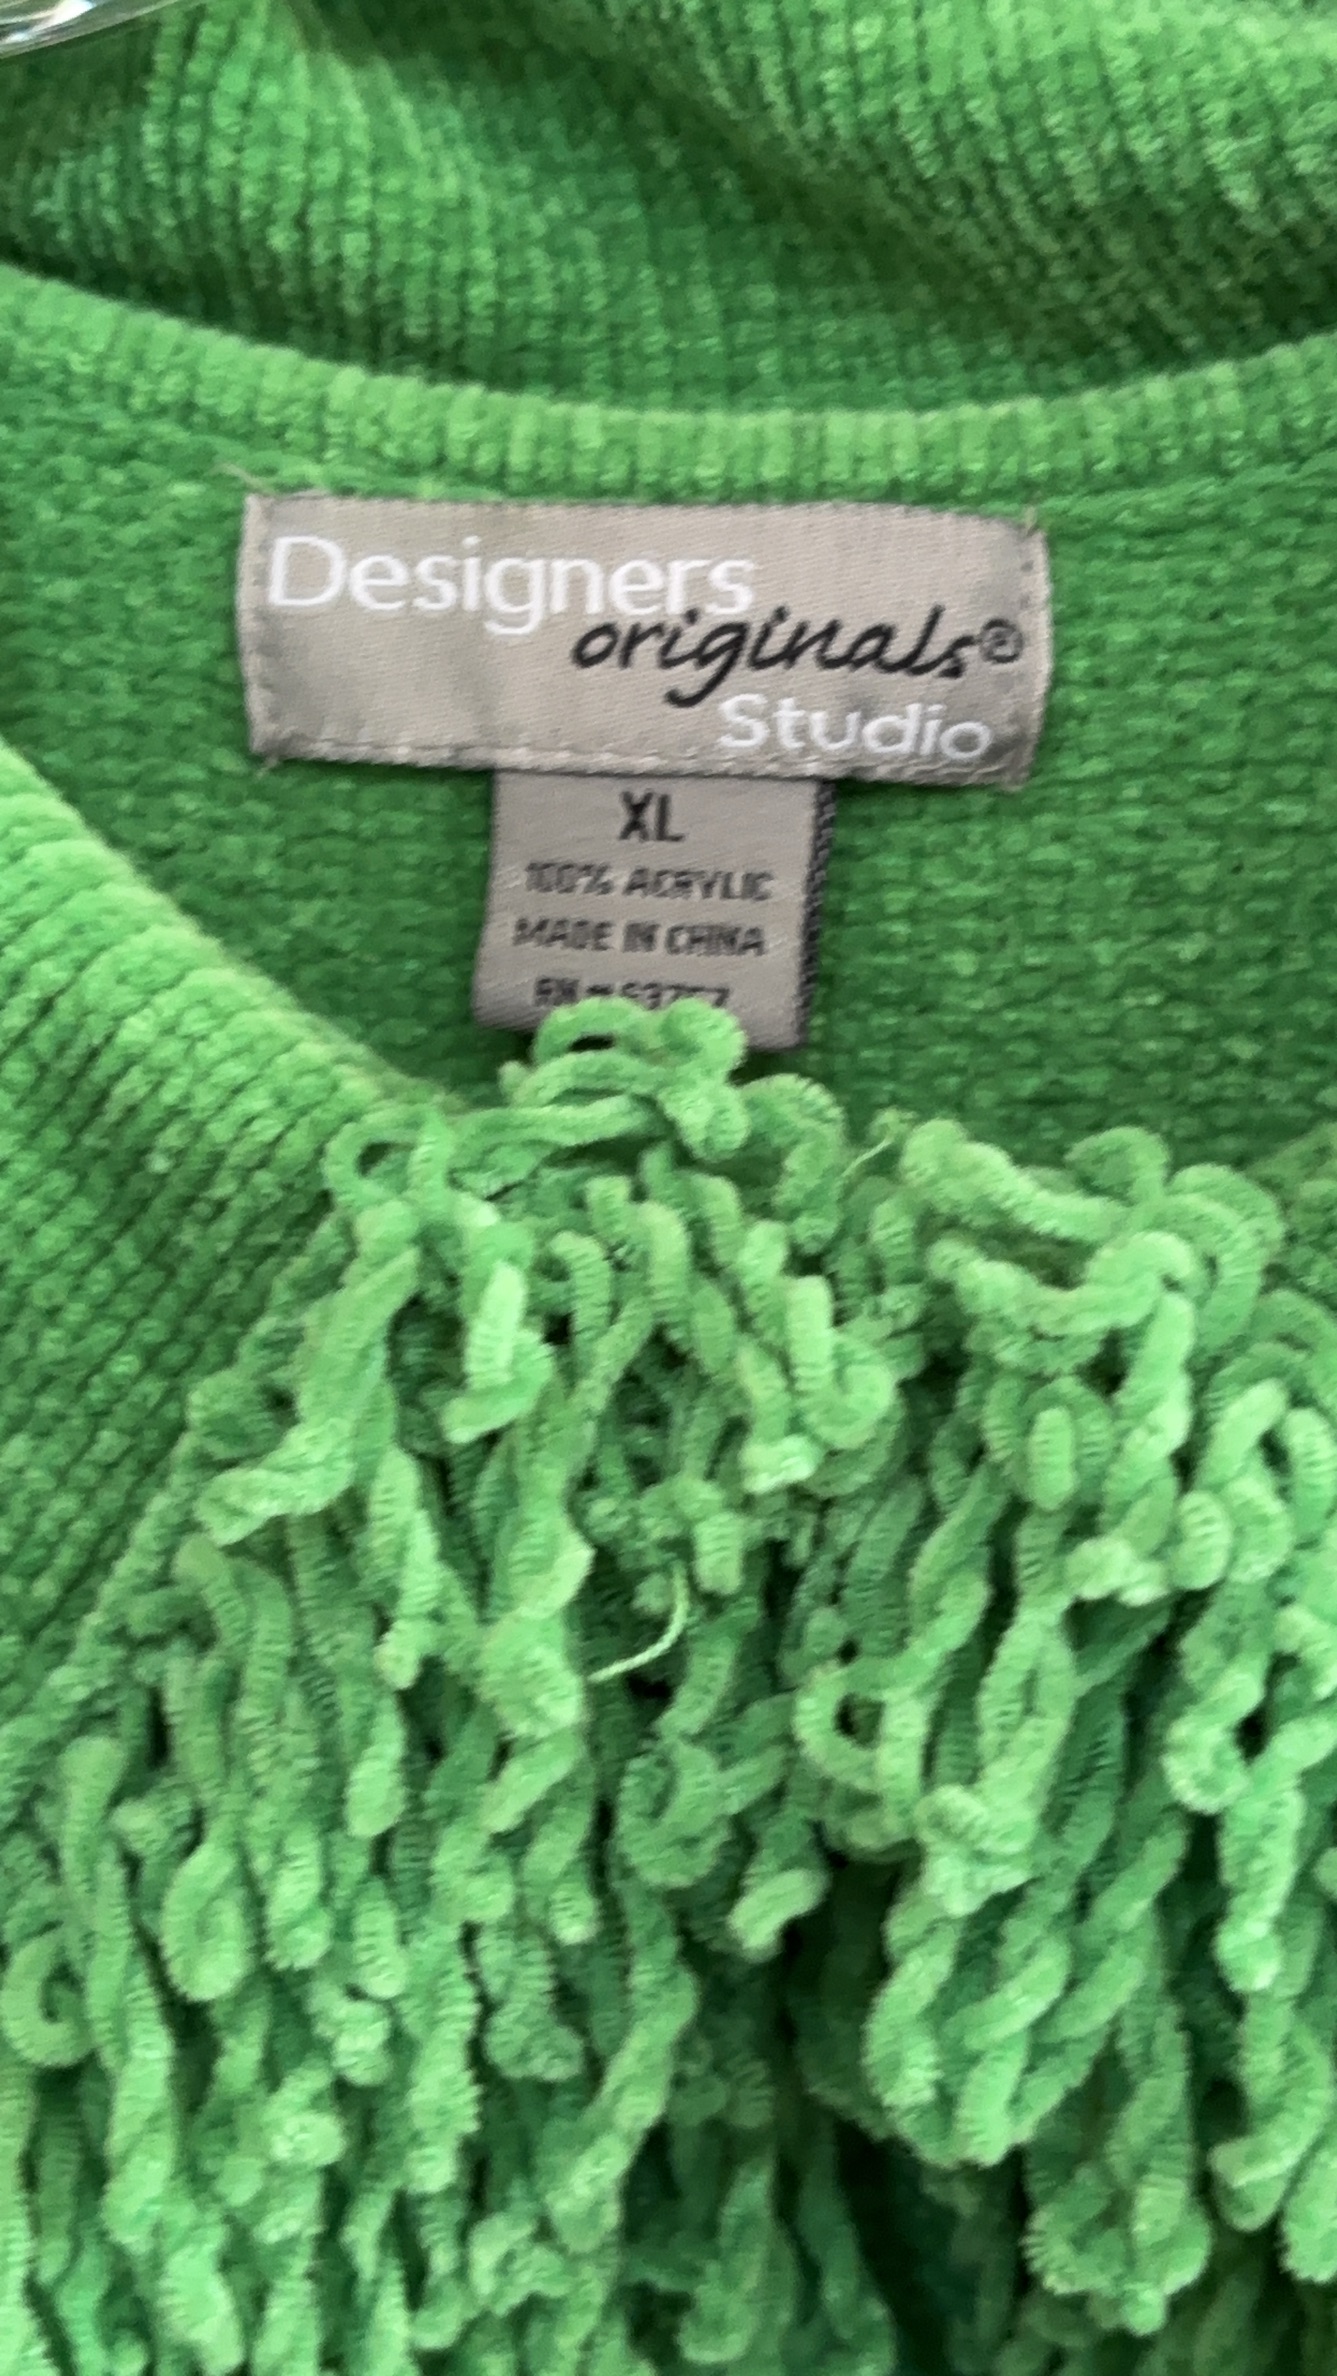 Designers
originals®
Studio
XL
100% ACRYLIC
MADE IN CHINA